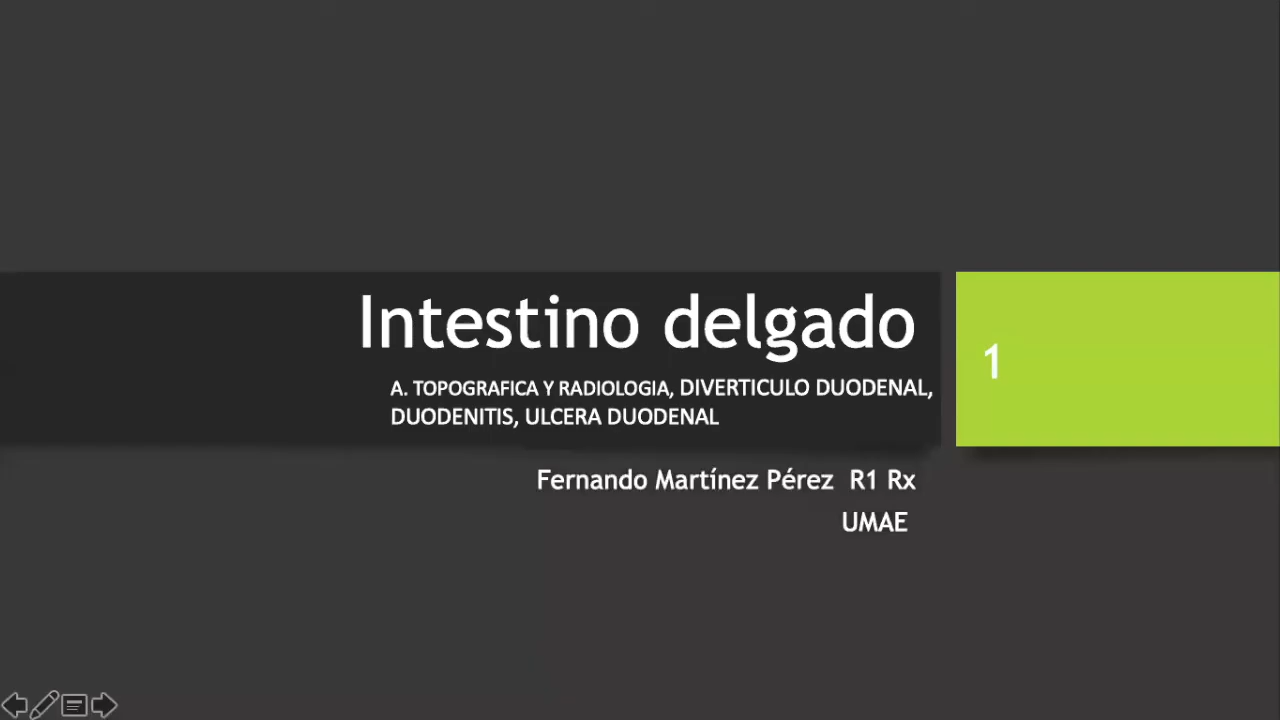 Intestino delgado
A. TOPOGRAFICA Y RADIOLOGIA, DIVERTICULO DUODENAL,
DUODENITIS, ULCERA DUODENAL
1
Fernando Martínez Pérez R1 Rx
UMAE